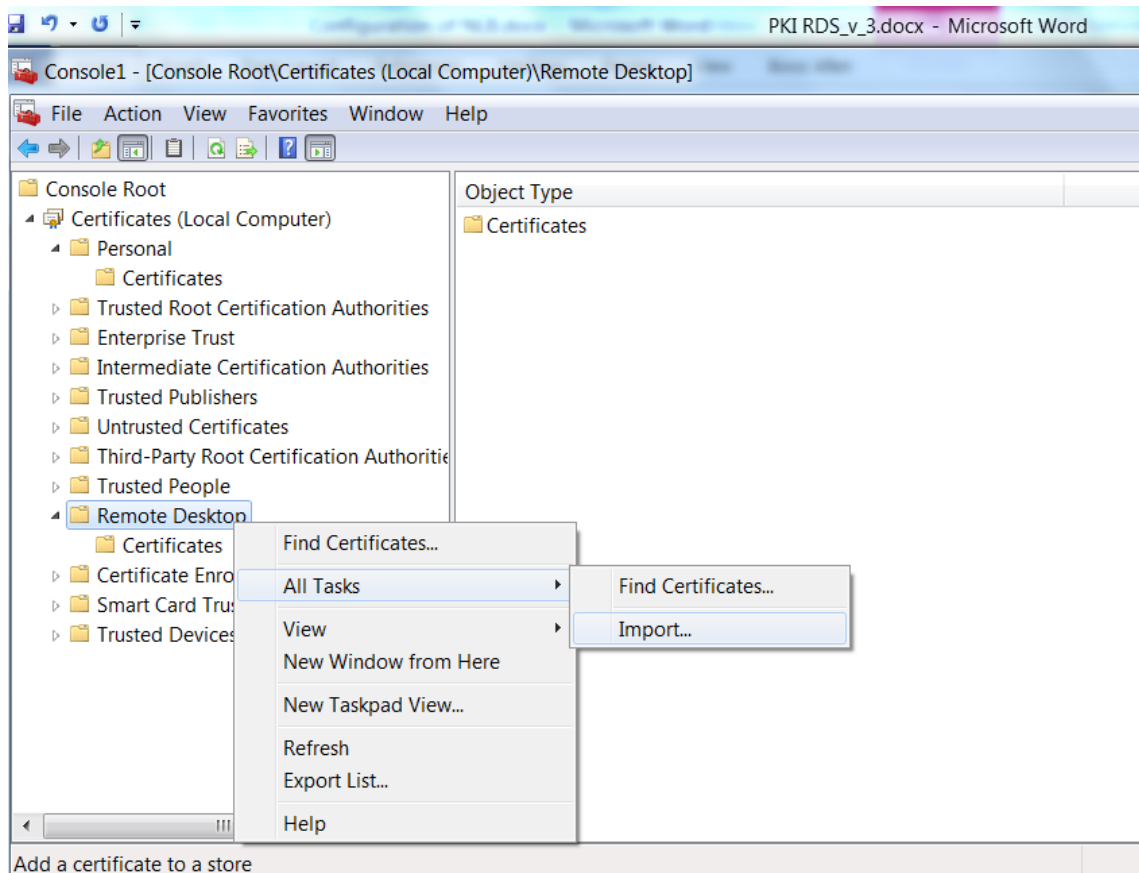 PKI RDS_v_3.docx - Microsoft Word
Console1 - [Console Root\Certificates (Local Computer)\Remote Desktop]
File Action View Favorites Window Help
Console Root
Certificates (Local Computer)
Personal
Certificates
Trusted Root Certification Authorities
Enterprise Trust
Intermediate Certification Authorities
Trusted Publishers
Untrusted Certificates
Third-Party Root Certification Authoritie
Trusted People
Remote Desktop
Certificates
Certificate Enro
Smart Card Trus
Trusted Devices
Object Type
Certificates
Find Certificates...
All Tasks
View
New Window from Here
New Taskpad View...
Refresh
Export List...
Help
Find Certificates...
Import...
Add a certificate to a store